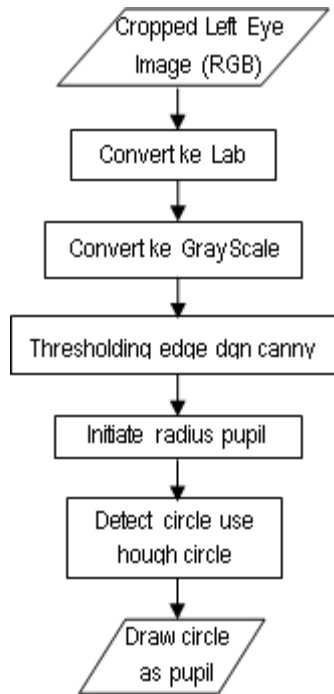 Cropped Left Eye
Image (RGB)
Convert ke Lab
Convert ke GrayScale
Thresholding edge dgn canny
Initiate radius pupil
Detect circle use
hough circle
Draw circle
as pupil